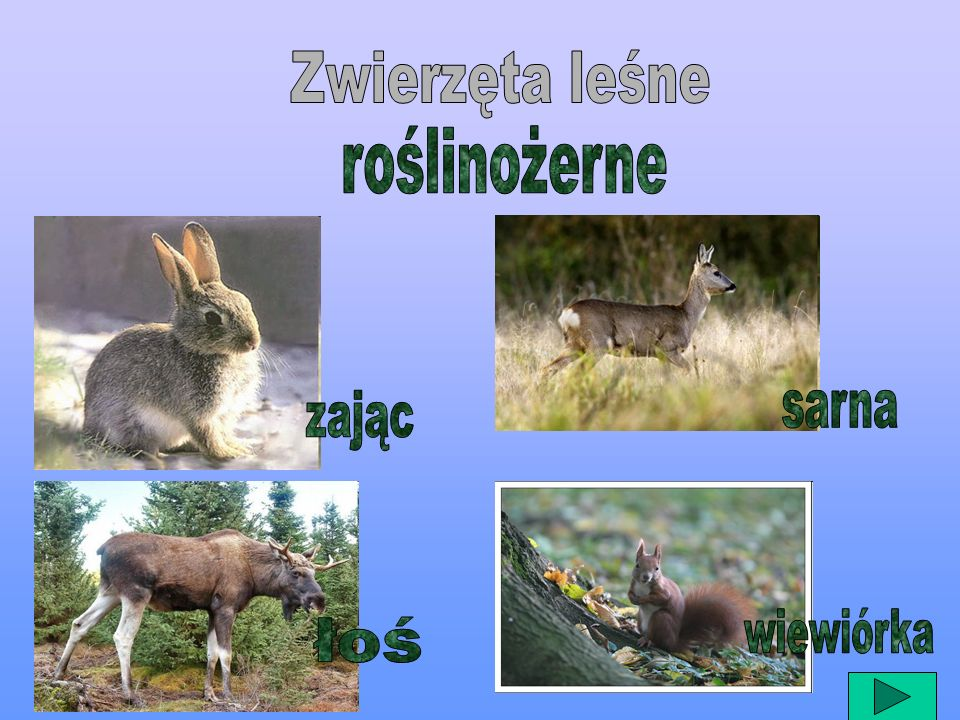 Zwierzęta leśne
roślinożerne
zając
sarna
łoś
wiewiórka